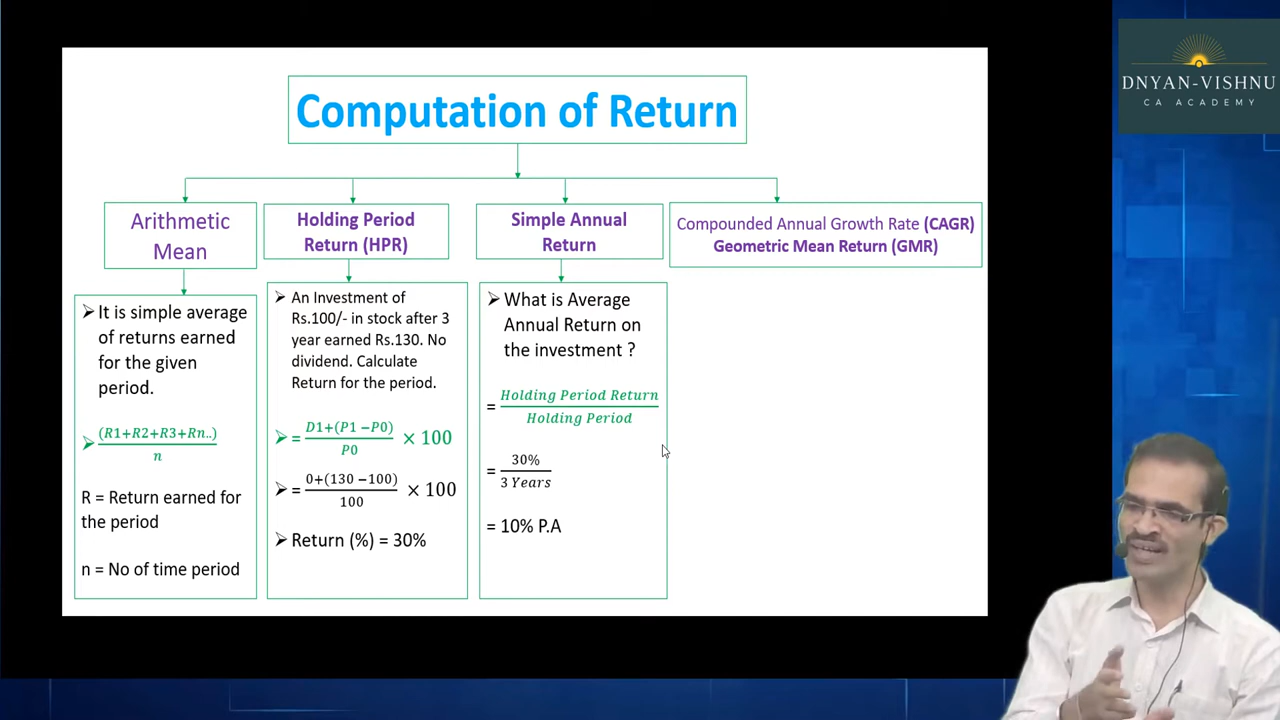 Computation of Return
DNYAN-VISHNU
CA ACADEMY
Arithmetic
Mean
Holding Period
Return (HPR)
Simple Annual
Return
Compounded Annual Growth Rate (CAGR)
Geometric Mean Return (GMR)
➢ It is simple average
of returns earned
for the given
period.
➢ (R1+R2+R3+Rn..)
n
R = Return earned for
the period
n = No of time period
➢ An Investment of
Rs.100/- in stock after 3
year earned Rs.130. No
dividend. Calculate
Return for the period.
➢ = D1+(P1 −P0)
P0
× 100
➢ = 0+(130 −100)
100
× 100
➢ Return (%) = 30%
➢ What is Average
Annual Return on
the investment ?
= Holding Period Return
Holding Period
= 30%
3 Years
= 10% P.A